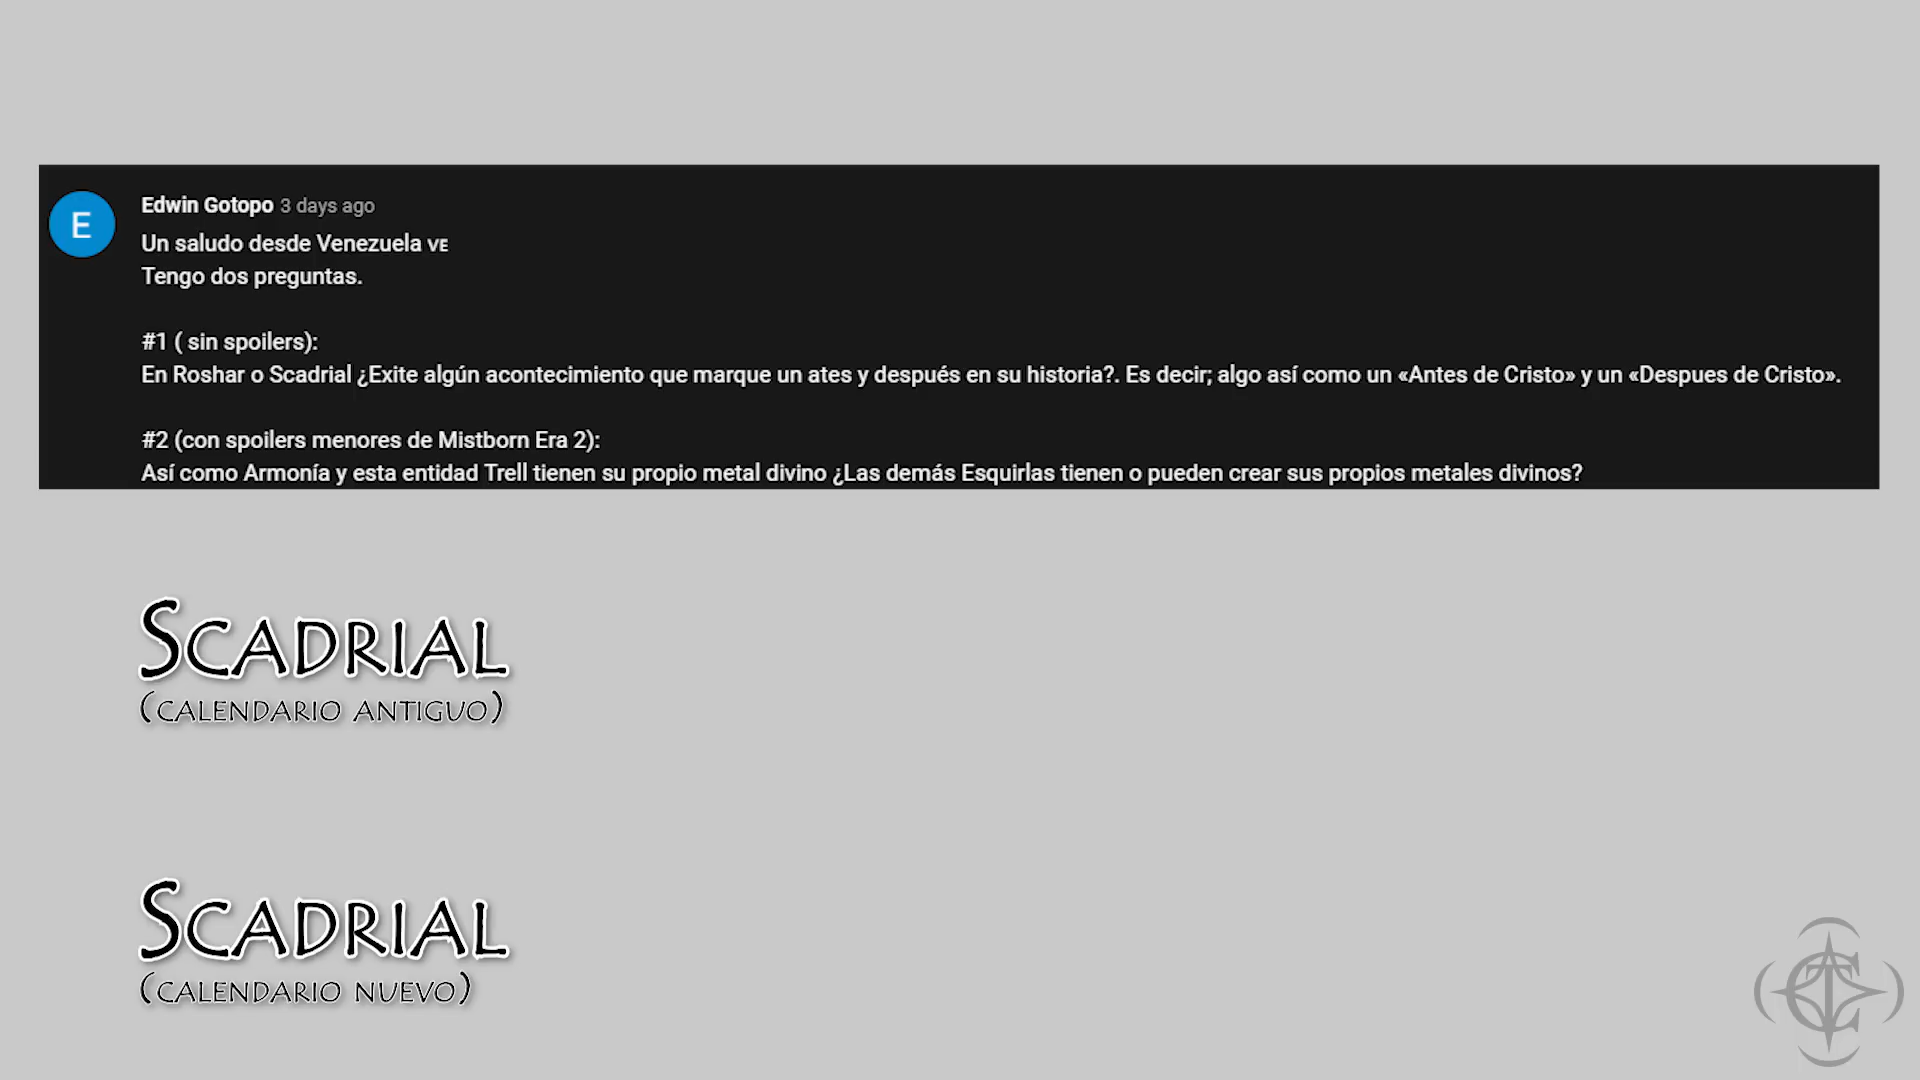 E
Edwin Gotopo 3 days ago
Un saludo desde Venezuela VE
Tengo dos preguntas.
#1 ( sin spoilers):
En Roshar o Scadrial ¿Exite algún acontecimiento que marque un ates y después en su historia?. Es decir; algo así como un «Antes de Cristo» y un «Despues de Cristo».
#2 (con spoilers menores de Mistborn Era 2):
Así como Armonía y esta entidad Trell tienen su propio metal divino ¿Las demás Esquirlas tienen o pueden crear sus propios metales divinos?
SCADRIAL
(CALENDARIO ANTIGUO)
SCADRIAL
(CALENDARIO NUEVO)